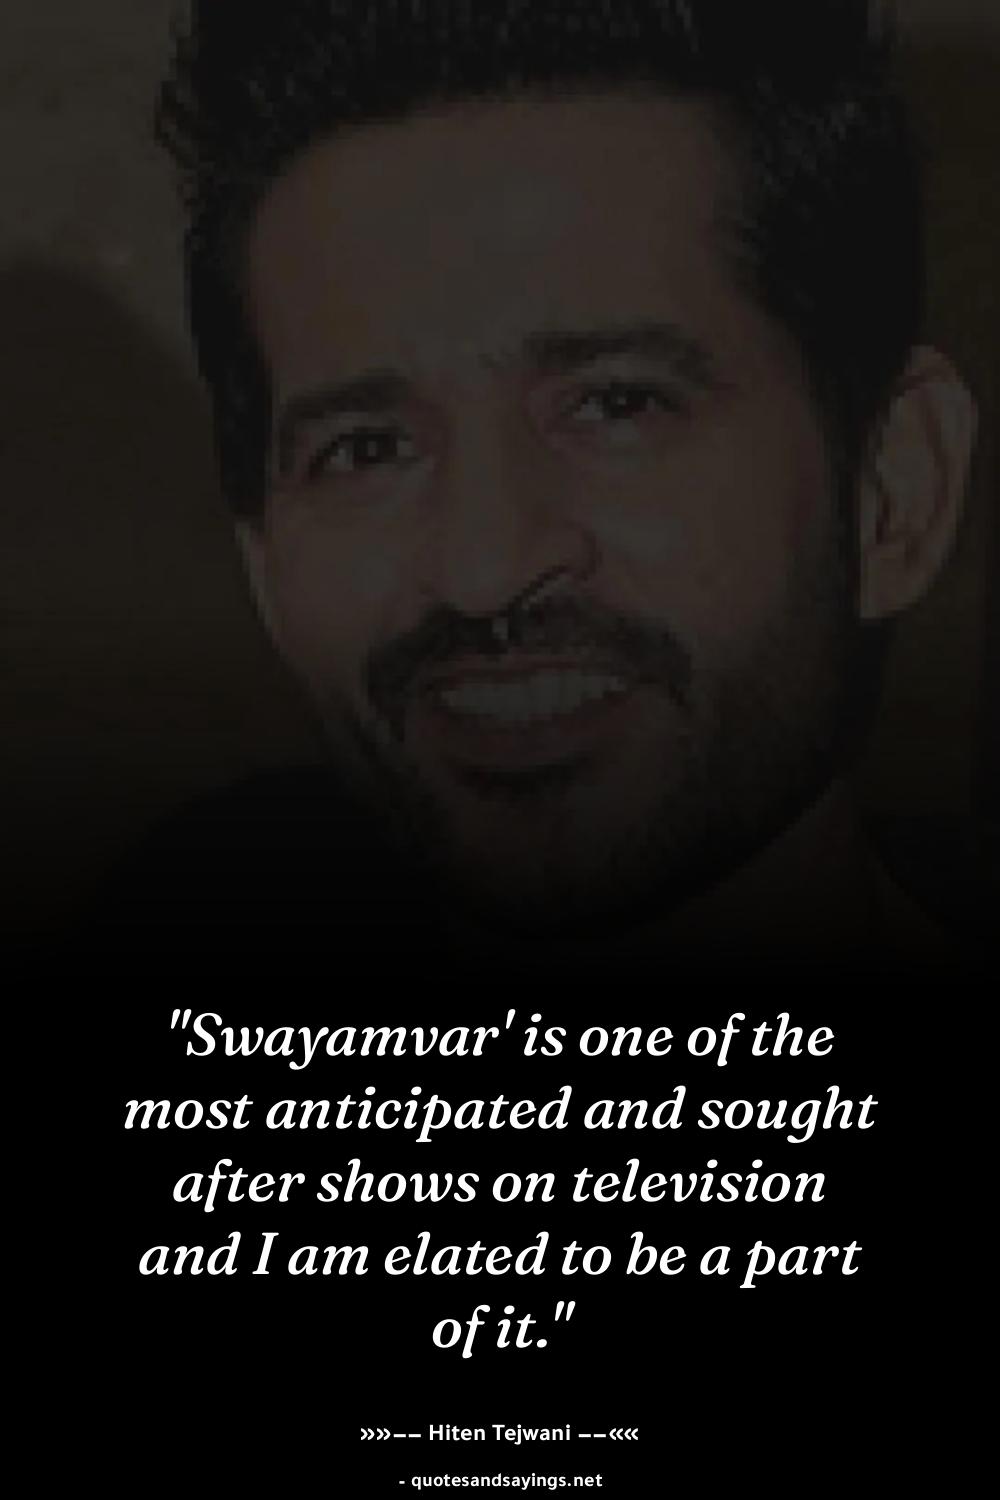 "Swayamvar' is one of the
most anticipated and sought
after shows on television
and I am elated to be a part
of it."
»»−− Hiten Tejwani −−««
- quotesandsayings.net